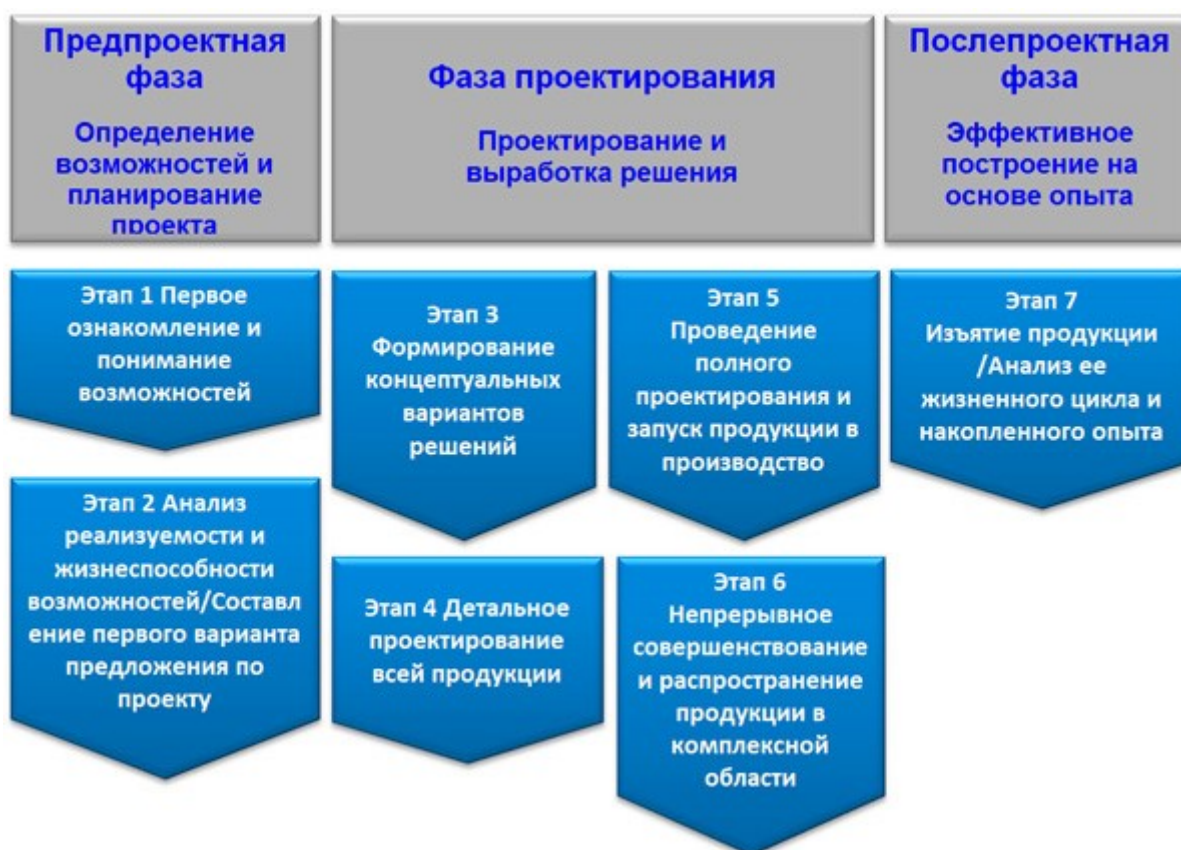 Предпроектная
фаза
Определение
возможностей и
планирование
проекта
Фаза проектирования
Проектирование и
выработка решения
Послепроектная
фаза
Эффективное
построение на
основе опыта
Этап 1 Первое
ознакомление и
понимание
возможностей
Этап 2 Анализ
реализуемости и
жизнеспособности
возможностей/Составл
ение первого варианта
предложения по
проекту
Этап 3
Формирование
концептуальных
вариантов
решений
Этап 4 Детальное
проектирование
всей продукции
Этап 5
Проведение
полного
проектирования и
запуск продукции в
производство
Этап 6
Непрерывное
совершенствование
и распространение
продукции в
комплексной
области
Этап 7
Изъятие продукции
/Анализ ее
жизненного цикла и
накопленного опыта